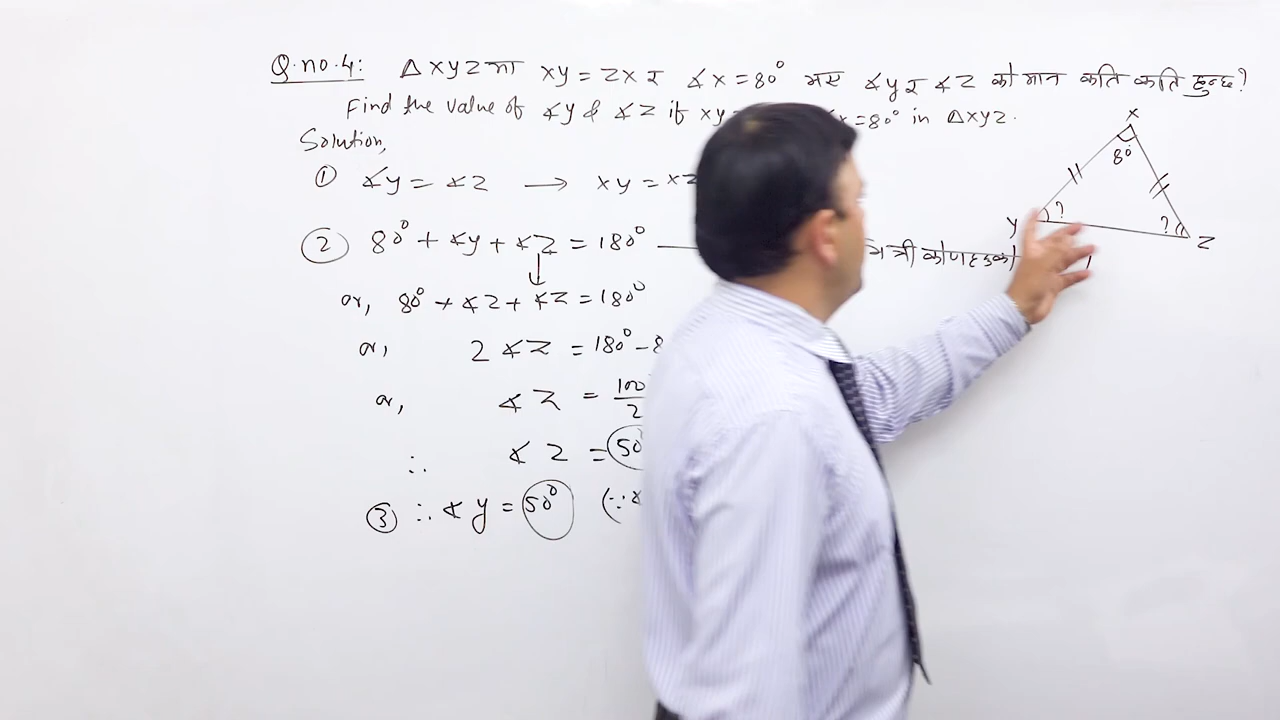 Q.no.4: ΔXYZ मा XY = ZX र ∡X = 80° भए ∡Y र ∡Z को मान कति कति हुन्छ?
Find the value of ∡Y & ∡Z if XY = 80° in ΔXYZ.
Solution,
① ∡Y = ∡Z → XY = XZ
② 80° + ∡Y + ∡Z = 180°
or, 80° + ∡Z + ∡Z = 180°
or, 2∡Z = 180° - 8
or, ∡Z = 100/2
∴ ∡Z = 50
③ ∴ ∡Y = 50° (∵ ∡
X
80°
Y ?
? Z